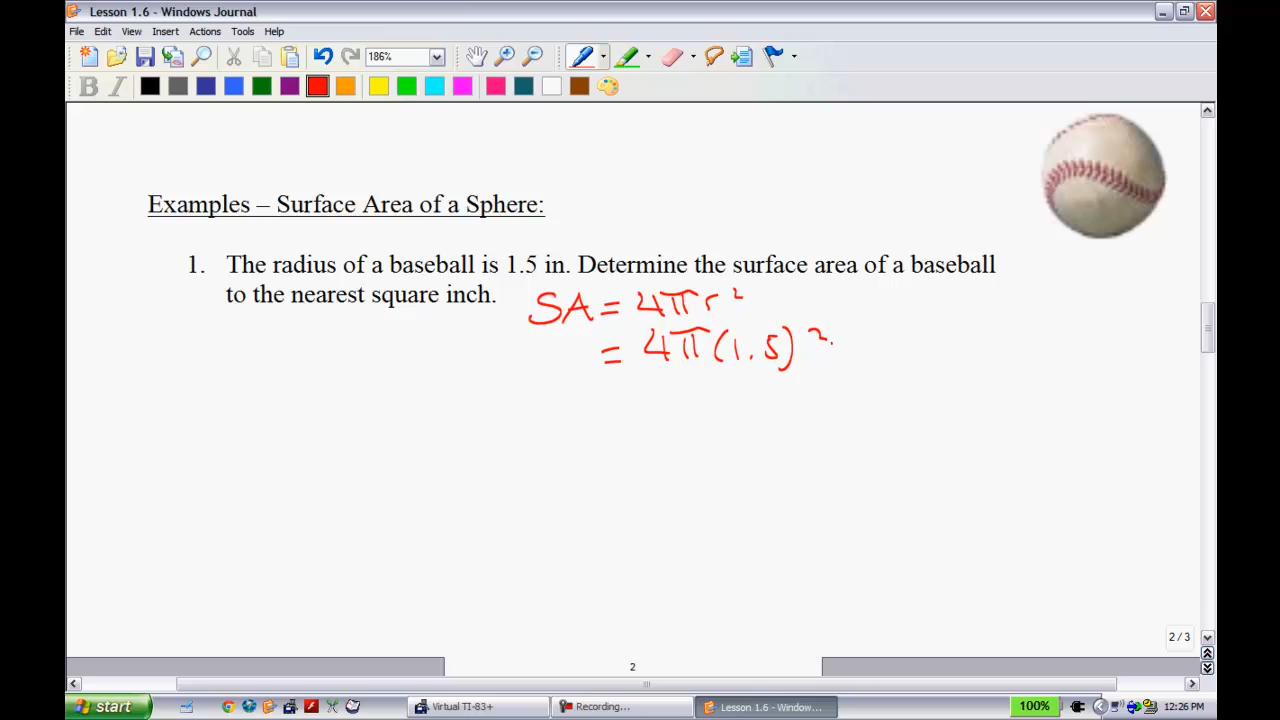 Lesson 1.6 - Windows Journal
File Edit View Insert Actions Tools Help
186%
B I
Examples – Surface Area of a Sphere:
1. The radius of a baseball is 1.5 in. Determine the surface area of a baseball
to the nearest square inch.
SA = 4πr²
= 4π(1.5)²
2 / 3
2
start
Virtual TI-83+
Recording...
Lesson 1.6 - Window...
100%
12:26 PM